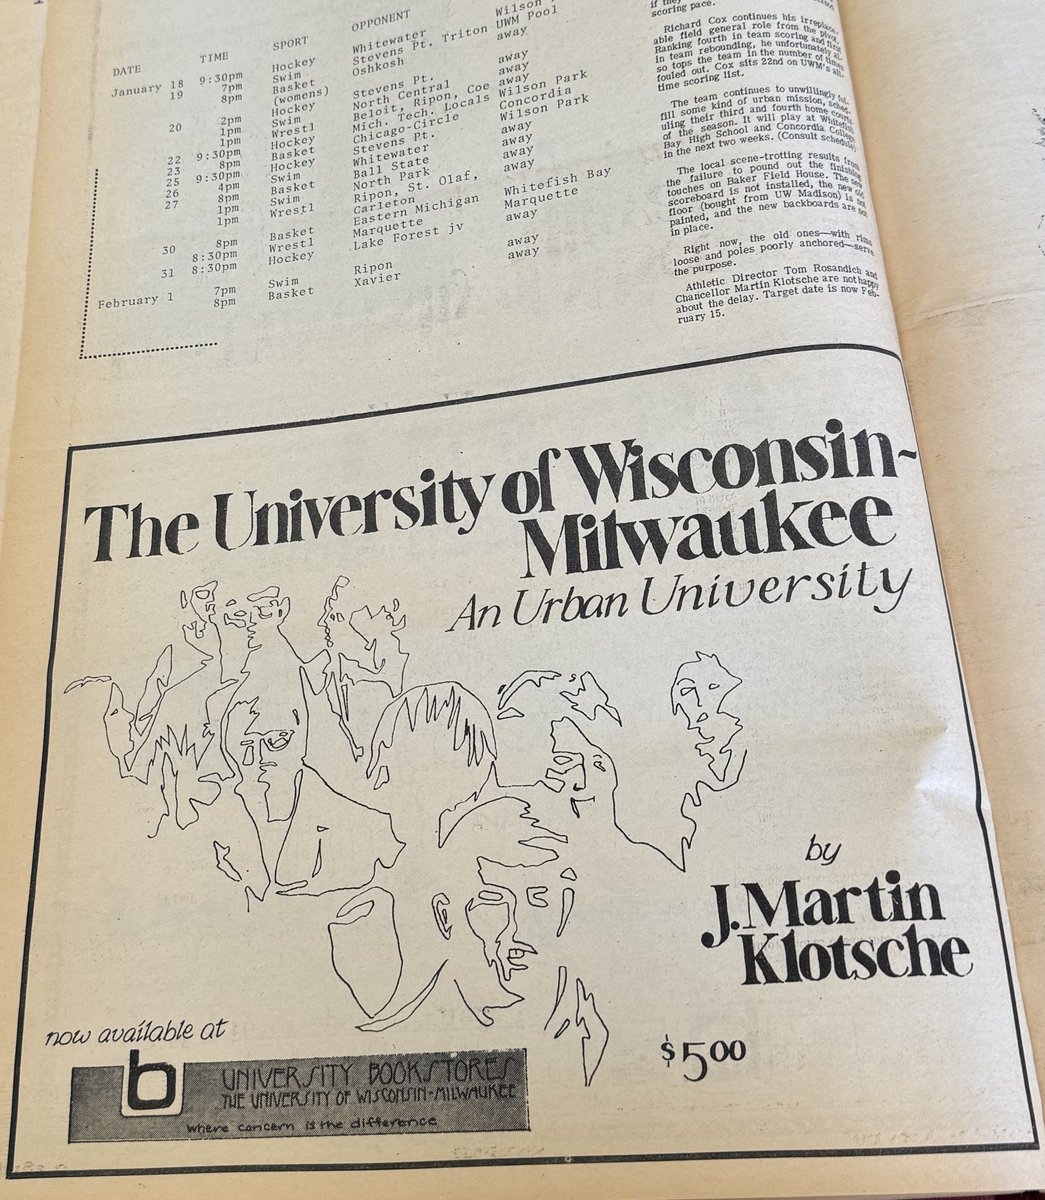 DATE
January 18
19
20
22
23
25
26
27
30
31
February 1
TIME
9:30pm
7pm
8pm
2pm
1pm
1pm
9:30pm
8pm
9:30pm
4pm
8pm
1pm
1pm
8pm
8:30pm
8:30pm
7pm
8pm
SPORT
Hockey
Swim
Basket
(womens)
Hockey
Swim
Wrestl
Hockey
Basket
Hockey
Swim
Basket
Swim
Wrestl
Basket
Wrestl
Hockey
Swim
Basket
OPPONENT
Whitewater
Stevens Pt. Triton
Oshkosh
Stevens Pt.
North Central
Beloit, Ripon, Coe
Mich. Tech. Locals
Chicago-Circle
Stevens Pt.
Whitewater
Ball State
North Park
Ripon, St. Olaf,
Carleton
Eastern Michigan
Marquette
Lake Forest jv
Ripon
Xavier
Wilson
UWM Pool
away
away
away
away
Wilson Park
Concordia
Wilson Park
away
away
away
away
Whitefish Bay
Marquette
away
away
away
scoring pace.
Richard Cox continues his irreplace-
able field general role from the pivot.
Ranking fourth in team scoring and first
in team rebounding, he unfortunately al-
so tops the team in the number of times
fouled out. Cox sits 22nd on UWM's all-
time scoring list.
The team continues to unwillingly ful-
fill some kind of urban mission, sched-
uling their third and fourth home courts
of the season. It will play at Whitefish
Bay High School and Concordia College
in the next two weeks. (Consult schedule)
The local scene-trotting results from
the failure to pound out the finishing
touches on Baker Field House. The new
scoreboard is not installed, the new old
floor (bought from UW Madison) is not
painted, and the new backboards are not
in place.
Right now, the old ones—with rims
loose and poles poorly anchored—serve
the purpose.
Athletic Director Tom Rosandich and
Chancellor Martin Klotsche are not happy
about the delay. Target date is now Feb-
ruary 15.
The University of Wisconsin-
Milwaukee
An Urban University
by
J. Martin
Klotsche
$5.00
now available at
b
UNIVERSITY BOOKSTORES
THE UNIVERSITY OF WISCONSIN-MILWAUKEE
where concern is the difference